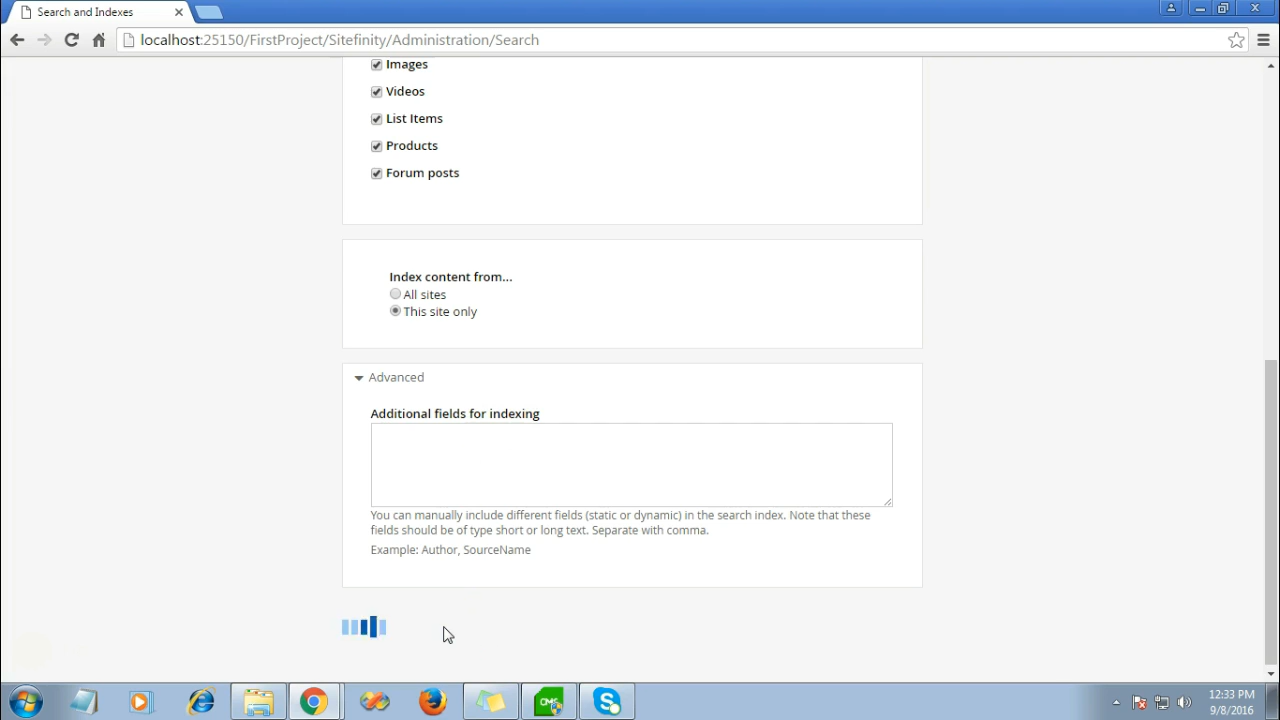 Search and Indexes
localhost:25150/FirstProject/Sitefinity/Administration/Search
Images
Videos
List Items
Products
Forum posts
Index content from...
All sites
This site only
Advanced
Additional fields for indexing
You can manually include different fields (static or dynamic) in the search index. Note that these
fields should be of type short or long text. Separate with comma.
Example: Author, SourceName
CMS
12:33 PM
9/8/2016